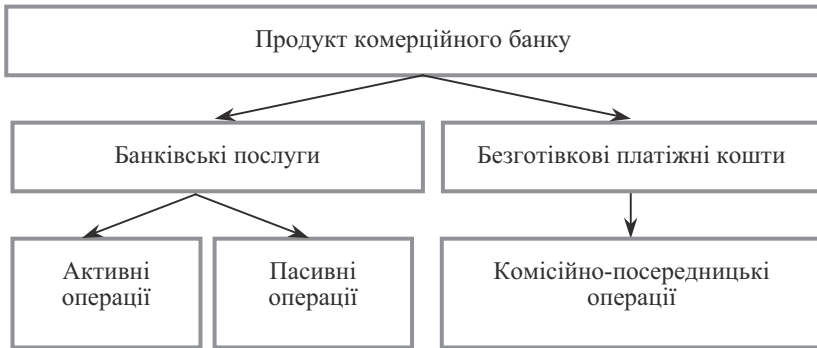 Продукт комерційного банку
Банківські послуги
Безготівкові платіжні кошти
Активні
операції
Пасивні
операції
Комісійно-посередницькі
операції